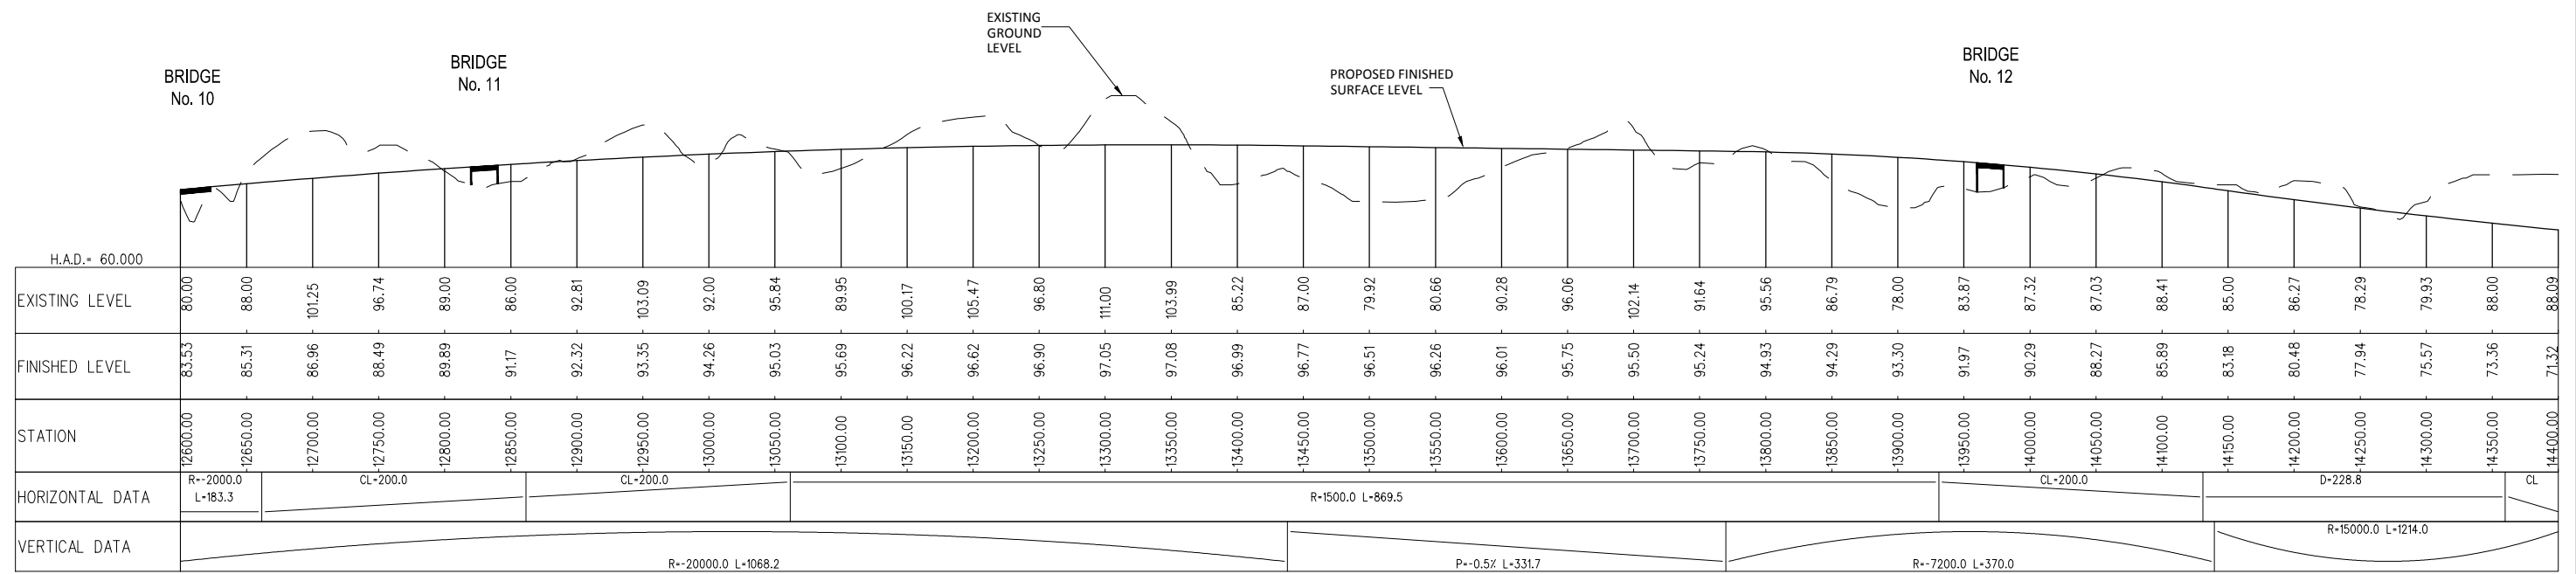 EXISTING
GROUND
LEVEL
BRIDGE
No. 10
BRIDGE
No. 11
PROPOSED FINISHED
SURFACE LEVEL
BRIDGE
No. 12
H.A.D.= 60.000
EXISTING LEVEL 80.00 88.00 101.25 96.74 89.00 86.00 92.81 103.09 92.00 95.84 89.95 100.17 105.47 96.80 111.00 103.99 85.22 87.00 79.92 80.66 90.28 96.06 102.14 91.64 95.56 86.79 78.00 83.87 87.32 87.03 88.41 85.00 86.27 78.29 79.93 88.00 88.09
FINISHED LEVEL 83.53 85.31 86.96 88.49 89.89 91.17 92.32 93.35 94.26 95.03 95.69 96.22 96.62 96.90 97.05 97.08 96.99 96.77 96.51 96.26 96.01 95.75 95.50 95.24 94.93 94.29 93.30 91.97 90.29 88.27 85.89 83.18 80.48 77.94 75.57 73.36 71.32
STATION 12600.00 12650.00 12700.00 12750.00 12800.00 12850.00 12900.00 12950.00 13000.00 13050.00 13100.00 13150.00 13200.00 13250.00 13300.00 13350.00 13400.00 13450.00 13500.00 13550.00 13600.00 13650.00 13700.00 13750.00 13800.00 13850.00 13900.00 13950.00 14000.00 14050.00 14100.00 14150.00 14200.00 14250.00 14300.00 14350.00 14400.00
HORIZONTAL DATA
R=-2000.0
L=183.3
CL=200.0
CL=200.0
R=1500.0 L=869.5
CL=200.0
D=228.8
CL
VERTICAL DATA
R=-20000.0 L=1068.2
P=-0.5% L=331.7
R=-7200.0 L=370.0
R=15000.0 L=1214.0